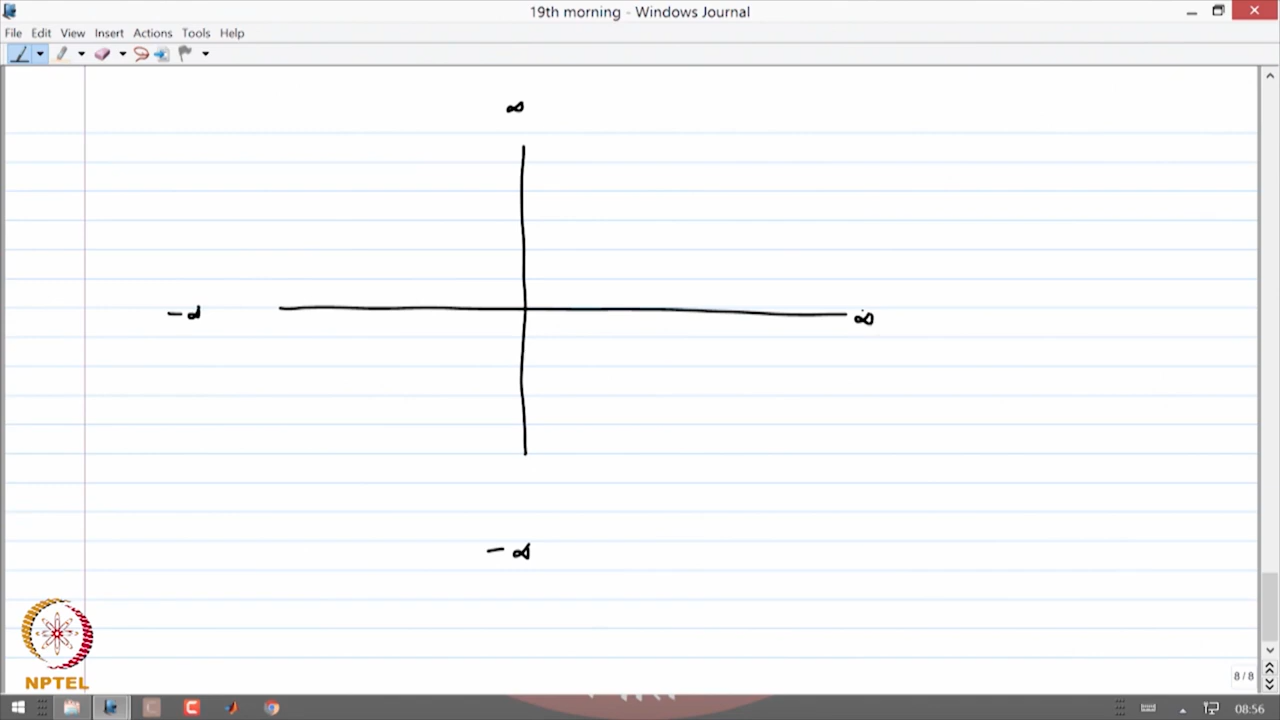 19th morning - Windows Journal
File Edit View Insert Actions Tools Help
∞
-∞
∞
-∞
NPTEL
8 / 8
08:56